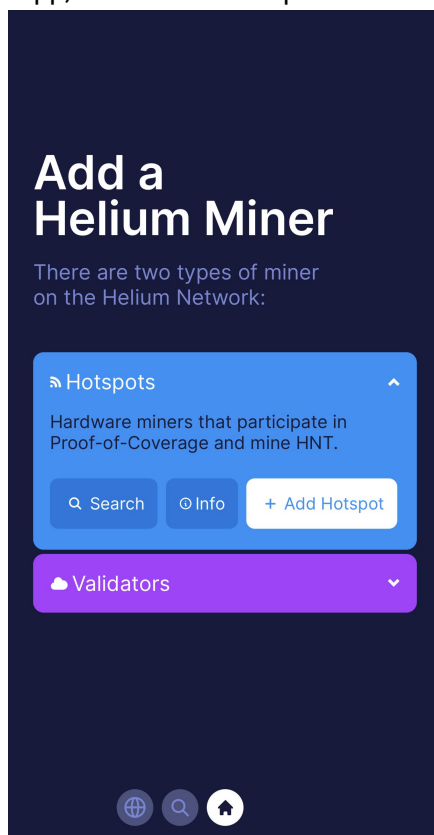 Add a
Helium Miner
There are two types of miner
on the Helium Network:
Hotspots
Hardware miners that participate in
Proof-of-Coverage and mine HNT.
Search Info + Add Hotspot
Validators